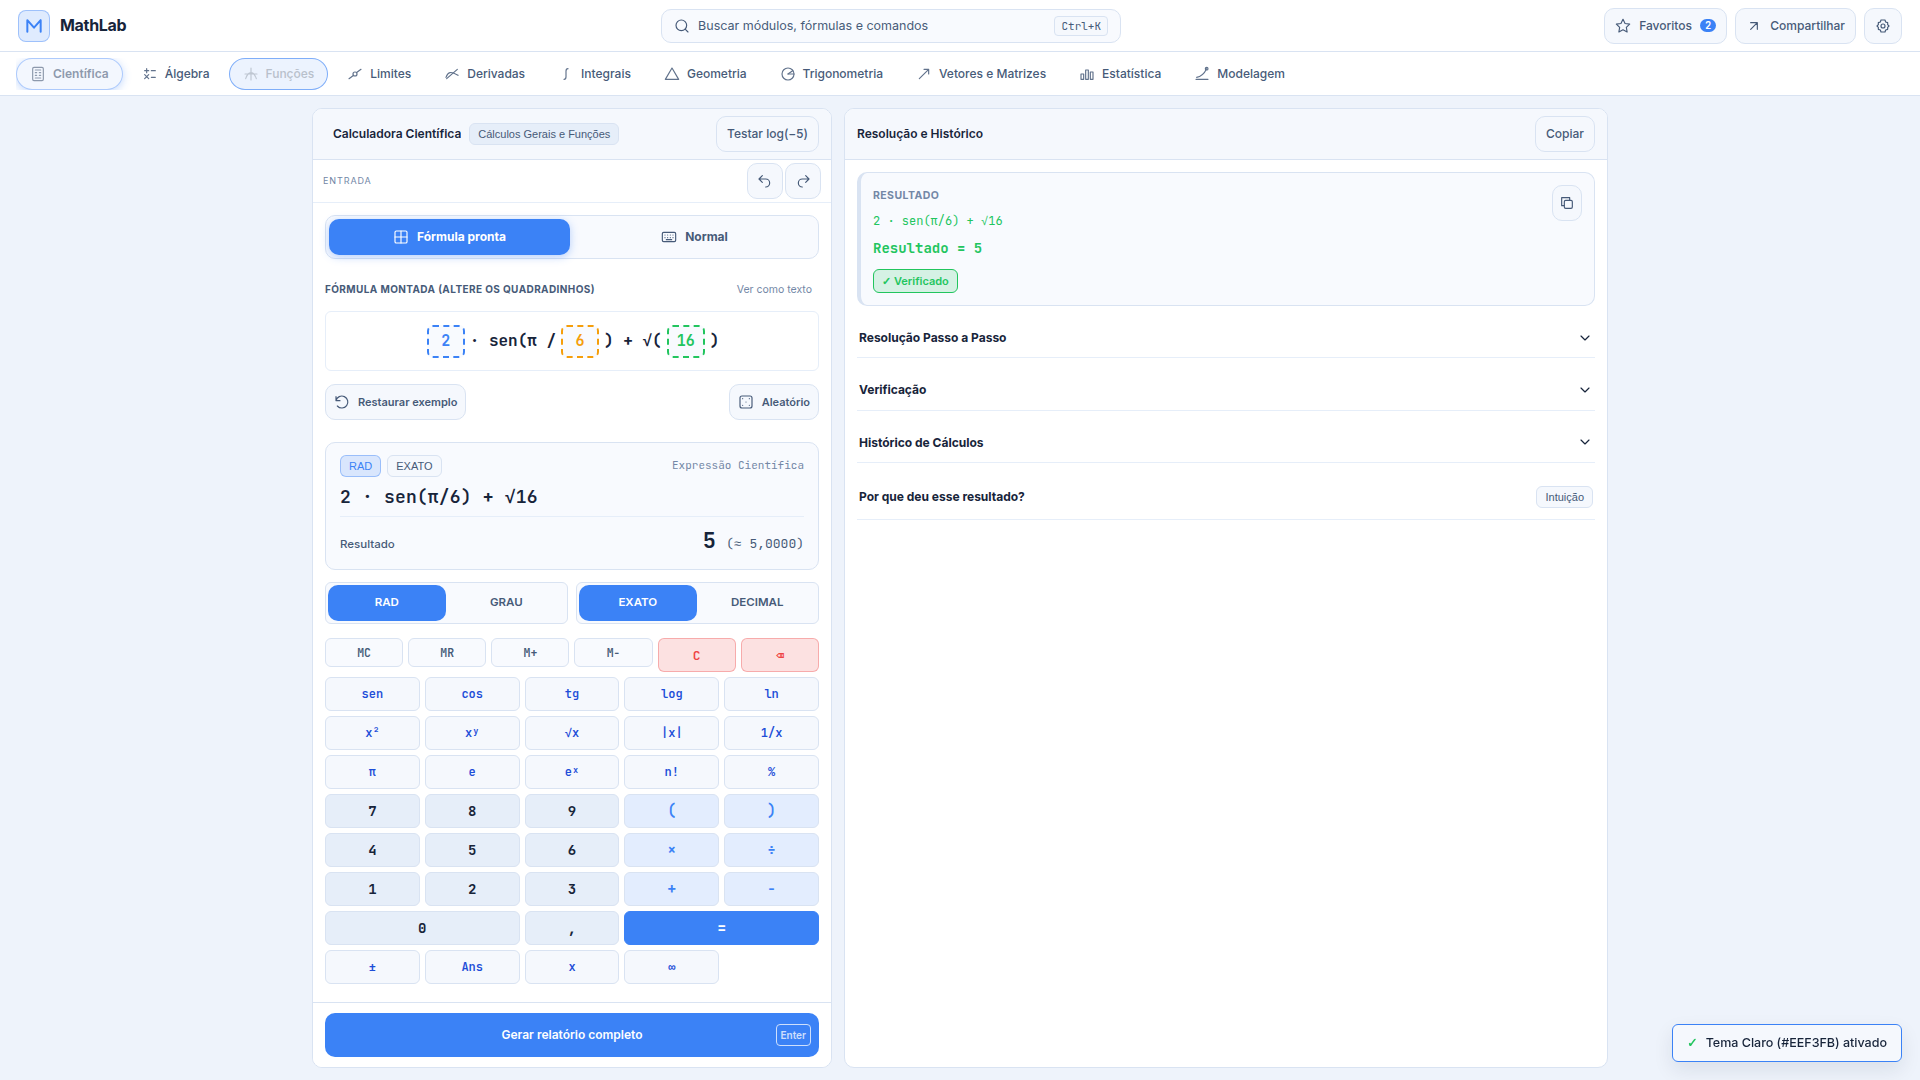 MathLab
Buscar módulos, fórmulas e comandos
Ctrl+K
Favoritos 2
Compartilhar
Científica
Álgebra
Funções
Limites
Derivadas
Integrais
Geometria
Trigonometria
Vetores e Matrizes
Estatística
Modelagem
Calculadora Científica
Cálculos Gerais e Funções
Testar log(−5)
ENTRADA
Fórmula pronta
Normal
FÓRMULA MONTADA (ALTERE OS QUADRADINHOS)
Ver como texto
2 · sen(π / 6 ) + √( 16 )
Restaurar exemplo
Aleatório
RAD
EXATO
Expressão Científica
2 · sen(π/6) + √16
Resultado
5 (≈ 5,0000)
RAD
GRAU
EXATO
DECIMAL
MC MR M+ M- C ⌫
sen cos tg log ln
x² xʸ √x |x| 1/x
π e eˣ n! %
7 8 9 ( )
4 5 6 × ÷
1 2 3 + -
0 , =
± Ans x ∞
Gerar relatório completo
Enter
Resolução e Histórico
Copiar
RESULTADO
2 · sen(π/6) + √16
Resultado = 5
✓ Verificado
Resolução Passo a Passo
Verificação
Histórico de Cálculos
Por que deu esse resultado?
Intuição
✓ Tema Claro (#EEF3FB) ativado